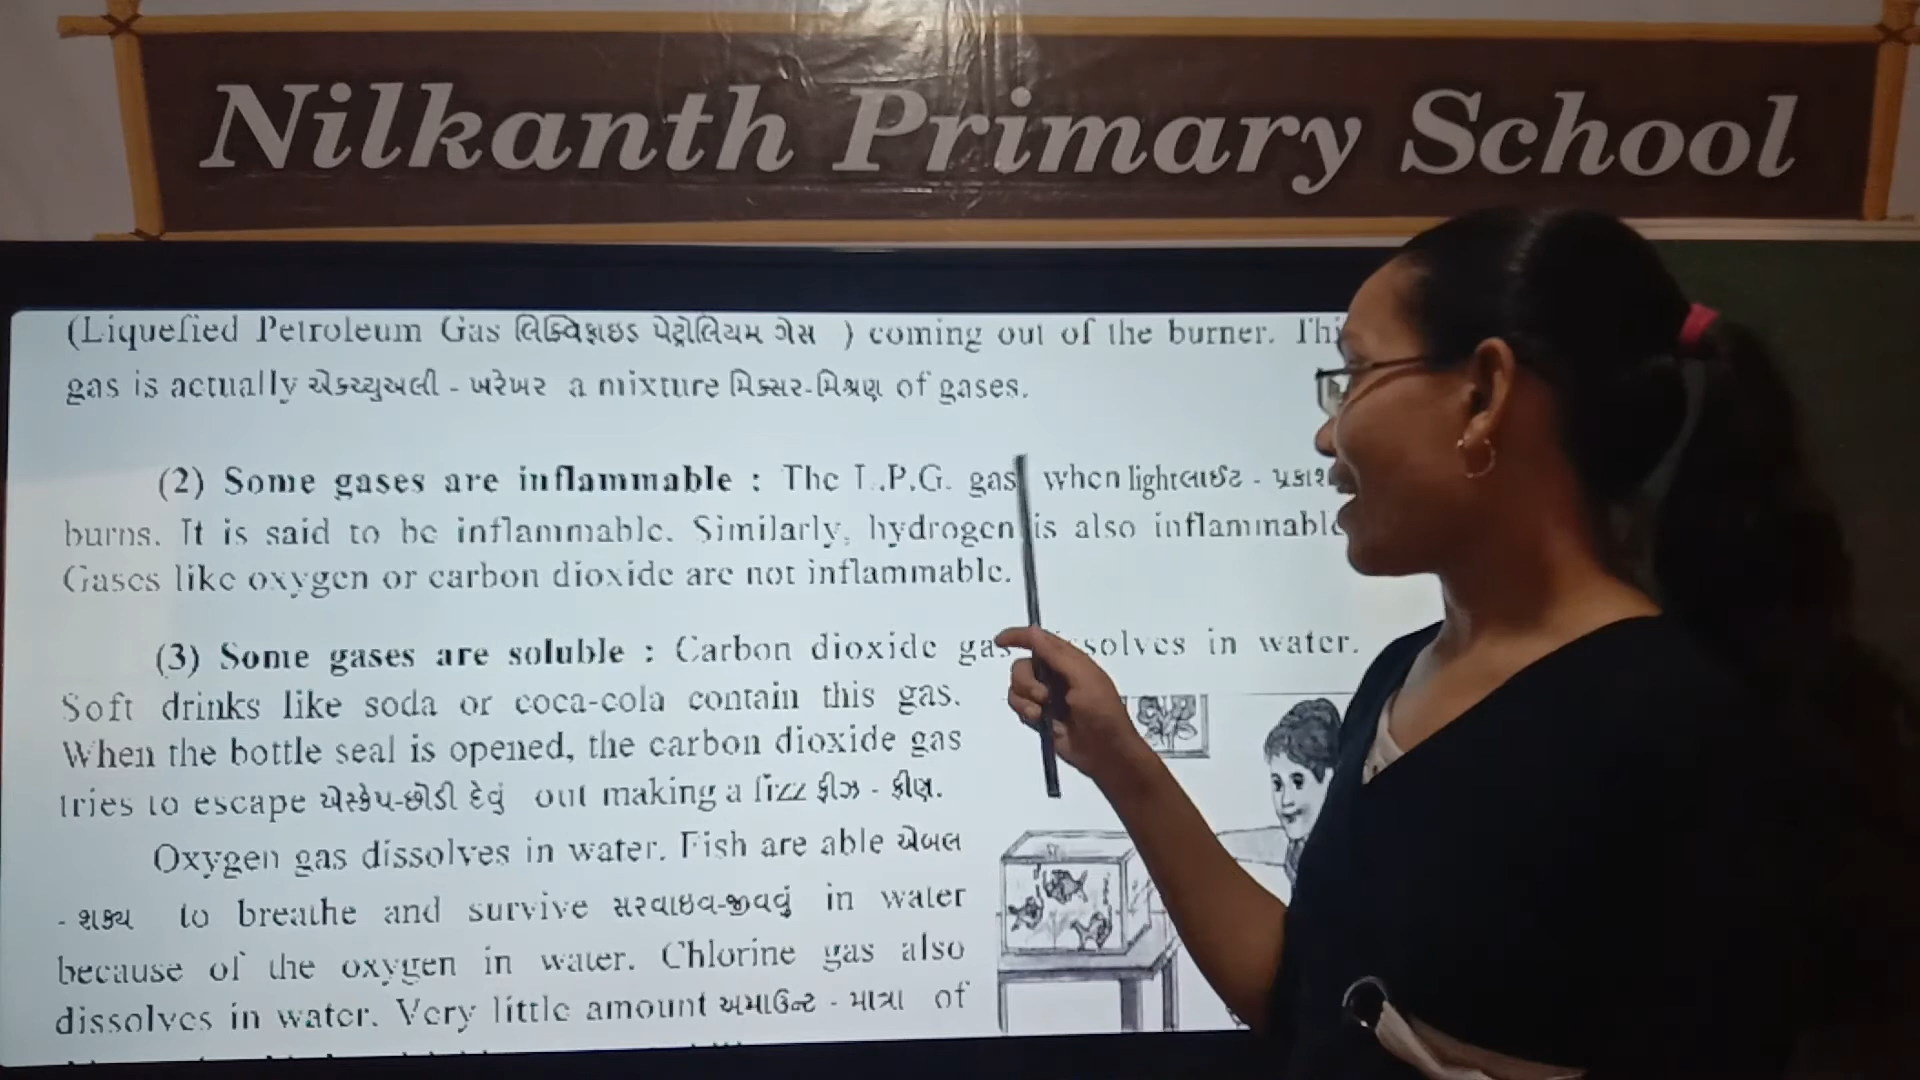 Nilkanth Primary School
(Liquefied Petroleum Gas લિક્વિફાઇડ પેટ્રોલિયમ ગેસ ) coming out of the burner. Thi
gas is actually એક્ચ્યુઅલી - ખરેખર a mixture મિક્સર-મિશ્રણ of gases.
(2) Some gases are inflammable : The L.P.G. gas when lightલાઈટ - પ્રકાશ
burns. It is said to be inflammable. Similarly, hydrogen is also inflammable
Gases like oxygen or carbon dioxide are not inflammable.
(3) Some gases are soluble : Carbon dioxide gas dissolves in water.
Soft drinks like soda or coca-cola contain this gas.
When the bottle seal is opened, the carbon dioxide gas
tries to escape એસ્કેપ-છોડી દેવું out making a fizz ફીઝ - ફીણ.
Oxygen gas dissolves in water. Fish are able એબલ
- શક્ય to breathe and survive સરવાઇવ-જીવવું in water
because of the oxygen in water. Chlorine gas also
dissolves in water. Very little amount અમાઉન્ટ - માત્રા of